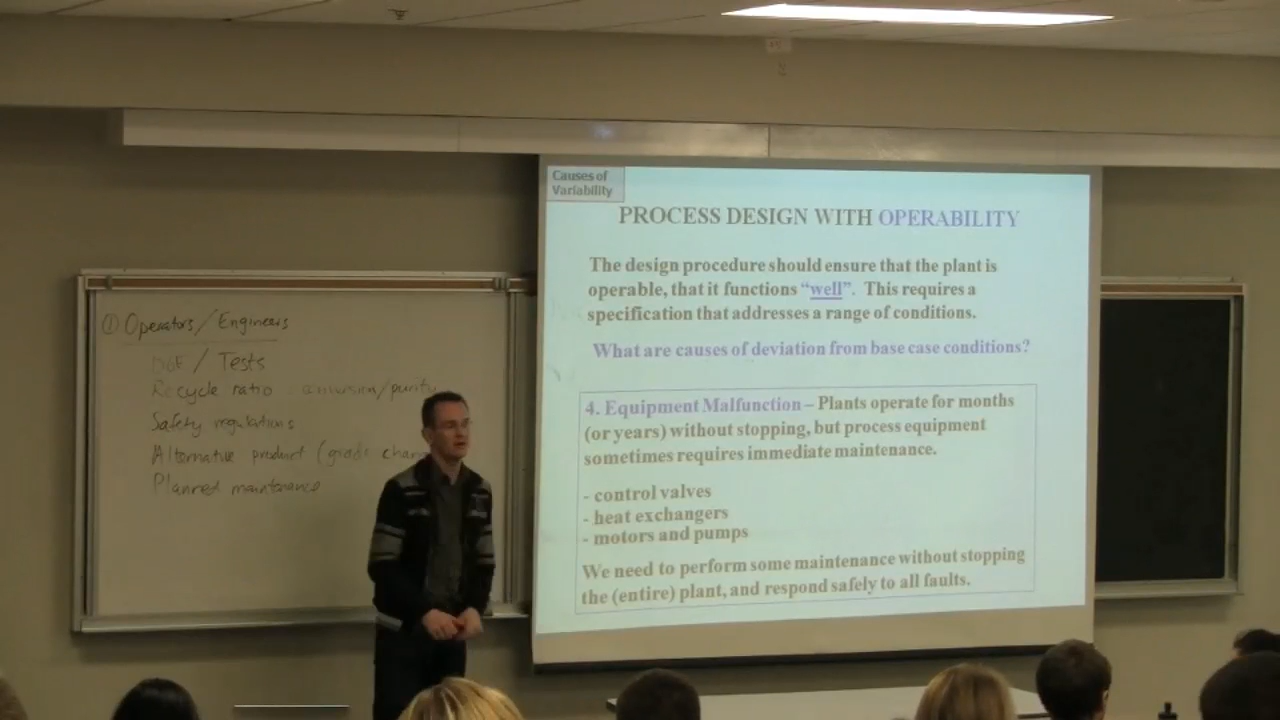 ① Operators/Engineers
/ Tests
Recycle ratio conversion/purity
Safety regulations
Alternative product (grade
Planned maintenance
Causes of
Variability
PROCESS DESIGN WITH OPERABILITY
The design procedure should ensure that the plant is
operable, that it functions “well”. This requires a
specification that addresses a range of conditions.
What are causes of deviation from base case conditions?
4. Equipment Malfunction – Plants operate for months
(or years) without stopping, but process equipment
sometimes requires immediate maintenance.
- control valves
- heat exchangers
- motors and pumps
We need to perform some maintenance without stopping
the (entire) plant, and respond safely to all faults.